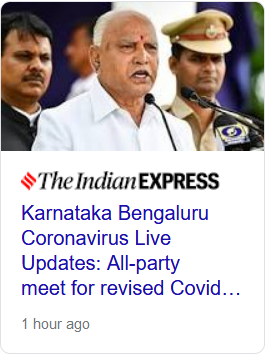 The Indian EXPRESS
Karnataka Bengaluru
Coronavirus Live
Updates: All-party
meet for revised Covid...
1 hour ago